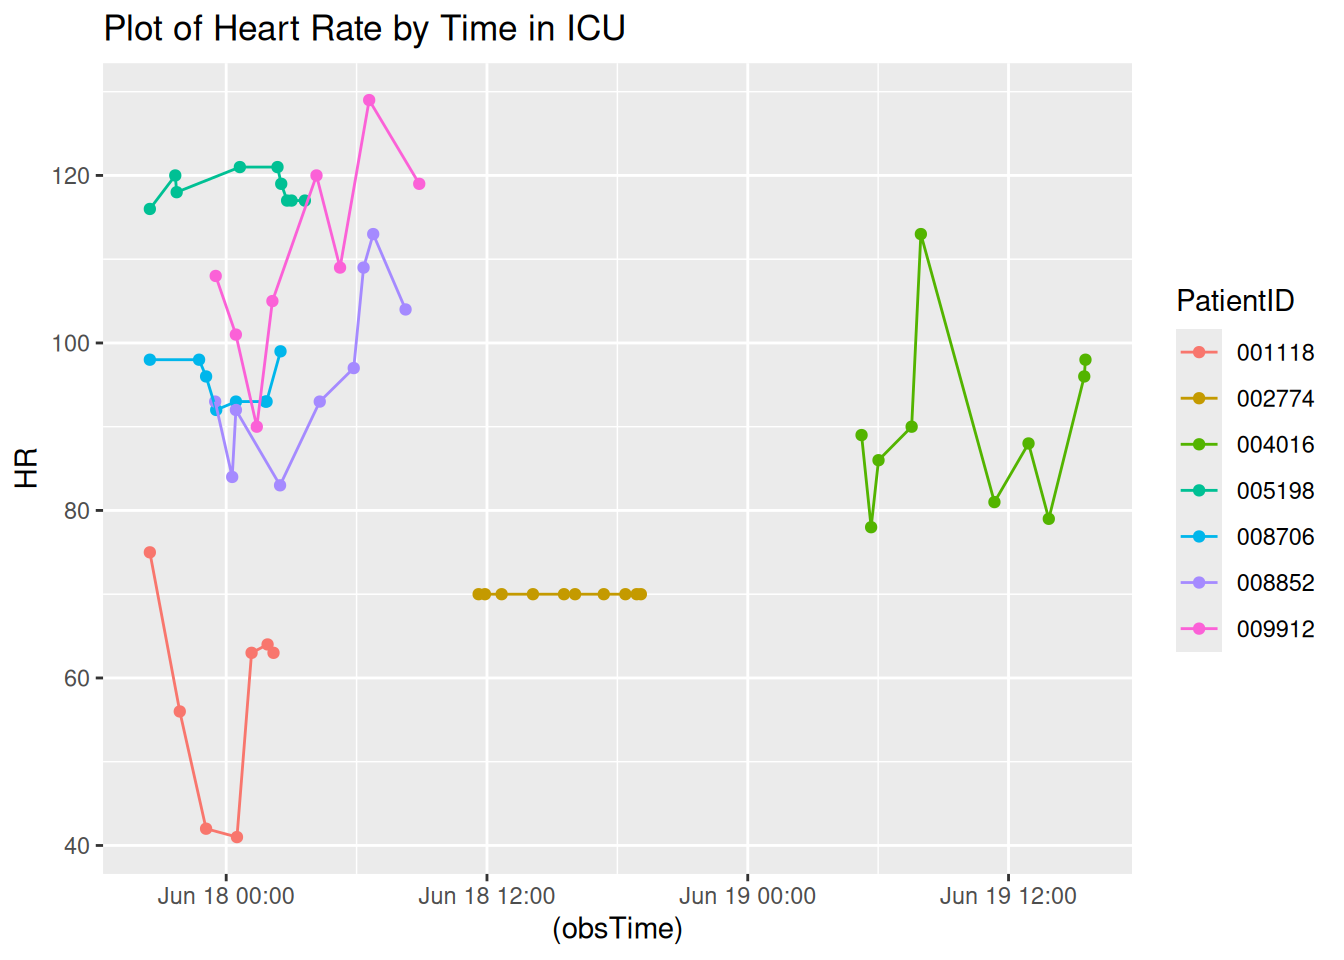 Plot of Heart Rate by Time in ICU
HR
120
100
80
60
40
Jun 18 00:00
Jun 18 12:00
Jun 19 00:00
Jun 19 12:00
(obsTime)
PatientID
001118
002774
004016
005198
008706
008852
009912